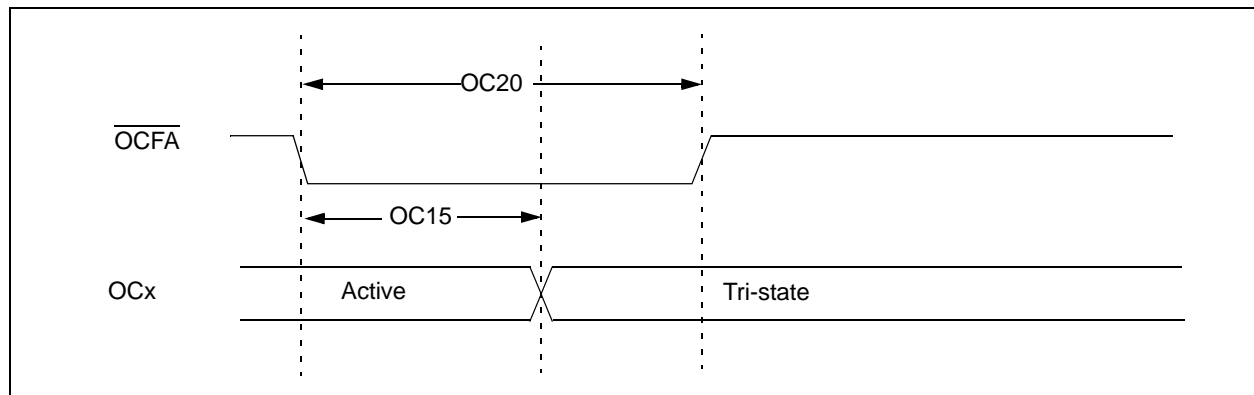 OC20
OCFA
OC15
OCx
Active
Tri-state